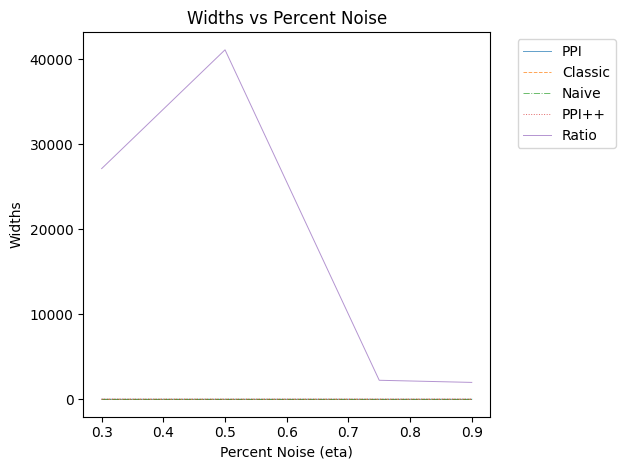 Widths vs Percent Noise
PPI
Classic
Naive
PPI++
Ratio
Widths
40000
30000
20000
10000
0
0.3 0.4 0.5 0.6 0.7 0.8 0.9
Percent Noise (eta)